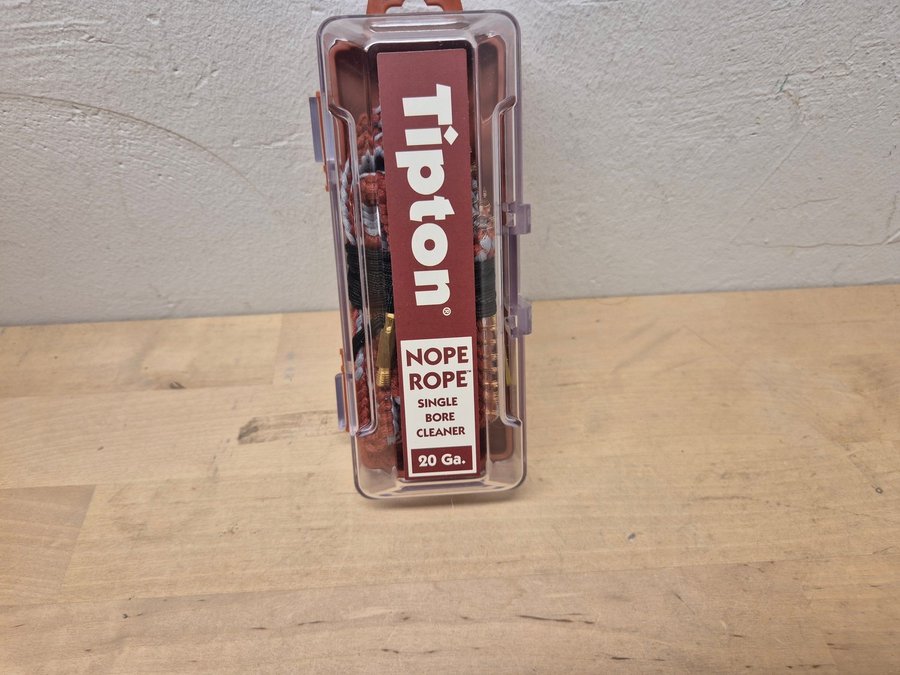 Tipton®
NOPE
ROPE™
SINGLE
BORE
CLEANER
20 Ga.